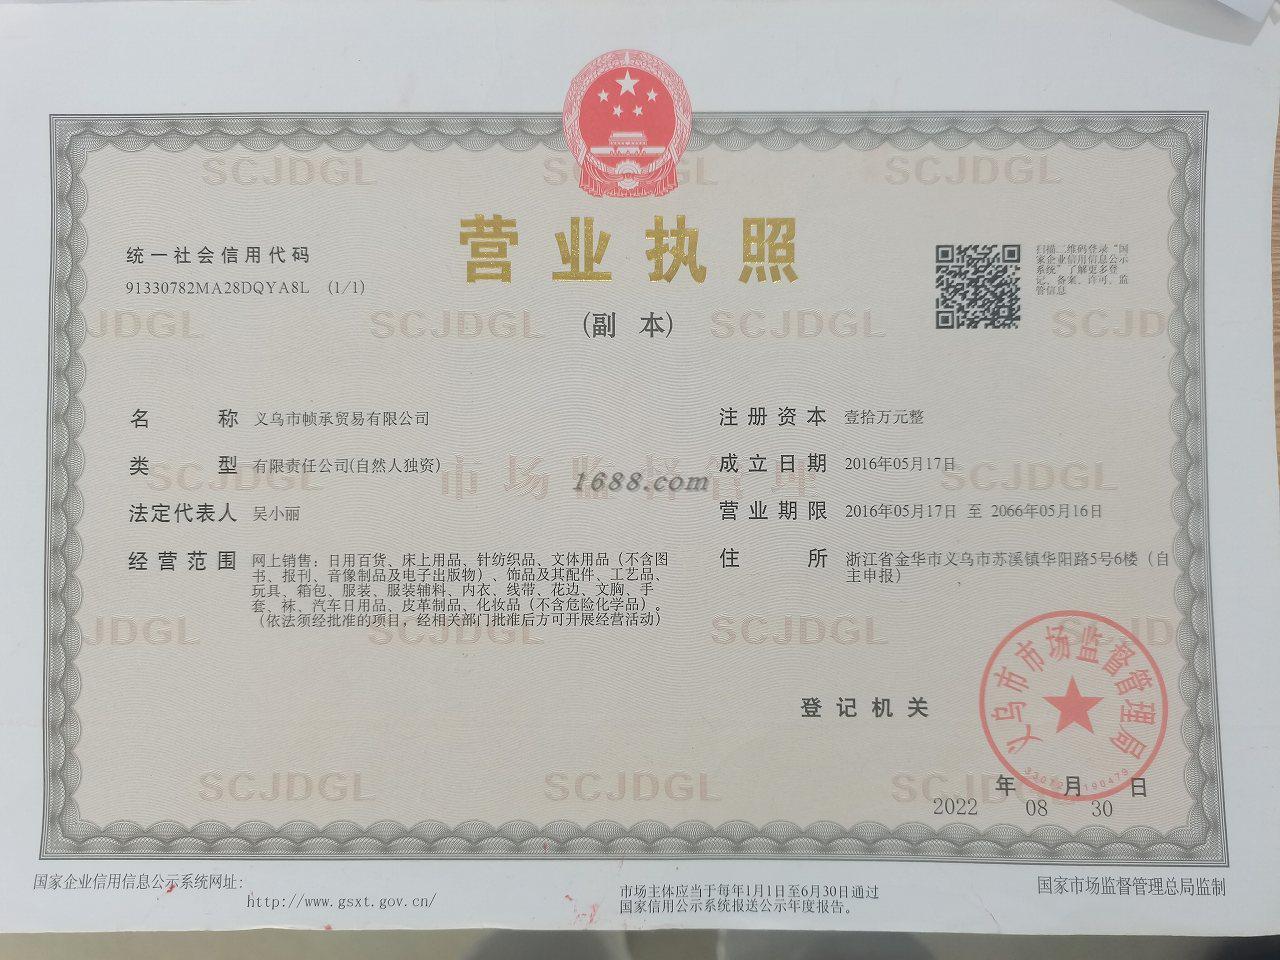 营业执照
(副 本)
统一社会信用代码
91330782MA28DQYA8L (1/1)
扫描二维码登录“国
家企业信用信息公示
系统”了解更多登
记、备案、许可、监
管信息
名 称 义乌市帧承贸易有限公司
类 型 有限责任公司(自然人独资)
法定代表人 吴小丽
经营范围 网上销售：日用百货、床上用品、针纺织品、文体用品（不含图
书、报刊、音像制品及电子出版物）、饰品及其配件、工艺品、
玩具、箱包、服装、服装辅料、内衣、线带、花边、文胸、手
套、袜、汽车日用品、皮革制品、化妆品（不含危险化学品）。
（依法须经批准的项目，经相关部门批准后方可开展经营活动）
注册资本 壹拾万元整
成立日期 2016年05月17日
营业期限 2016年05月17日 至 2066年05月16日
住 所 浙江省金华市义乌市苏溪镇华阳路5号6楼（自
主申报）
1688.com
市场监督管理
SCJDGL
登记机关
义乌市市场监督管理局
2022年08月30日
国家企业信用信息公示系统网址：
http://www.gsxt.gov.cn/
市场主体应当于每年1月1日至6月30日通过
国家信用公示系统报送公示年度报告。
国家市场监督管理总局监制